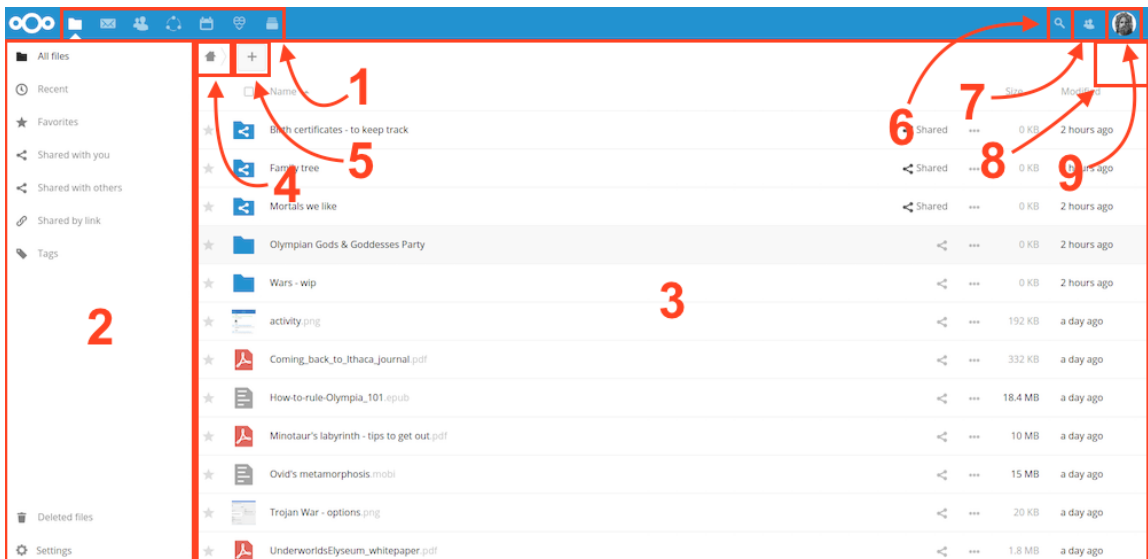 All files
1
Recent
Name
Size
Modified
7
6
8
9
Favorites
Birth certificates - to keep track
Shared
0 KB
2 hours ago
Shared with you
5
Family tree
Shared
0 KB
hours ago
4
Shared with others
Mortals we like
Shared
0 KB
2 hours ago
Shared by link
Tags
Olympian Gods & Goddesses Party
0 KB
2 hours ago
Wars - wip
0 KB
2 hours ago
2
3
activity.png
192 KB
a day ago
Coming_back_to_Ithaca_journal.pdf
332 KB
a day ago
How-to-rule-Olympia_101.epub
18.4 MB
a day ago
Minotaur's labyrinth - tips to get out.pdf
10 MB
a day ago
Ovid's metamorphosis.mobi
15 MB
a day ago
Deleted files
Trojan War - options.png
20 KB
a day ago
Settings
UnderworldsElyseum_whitepaper.pdf
1.8 MB
a day ago